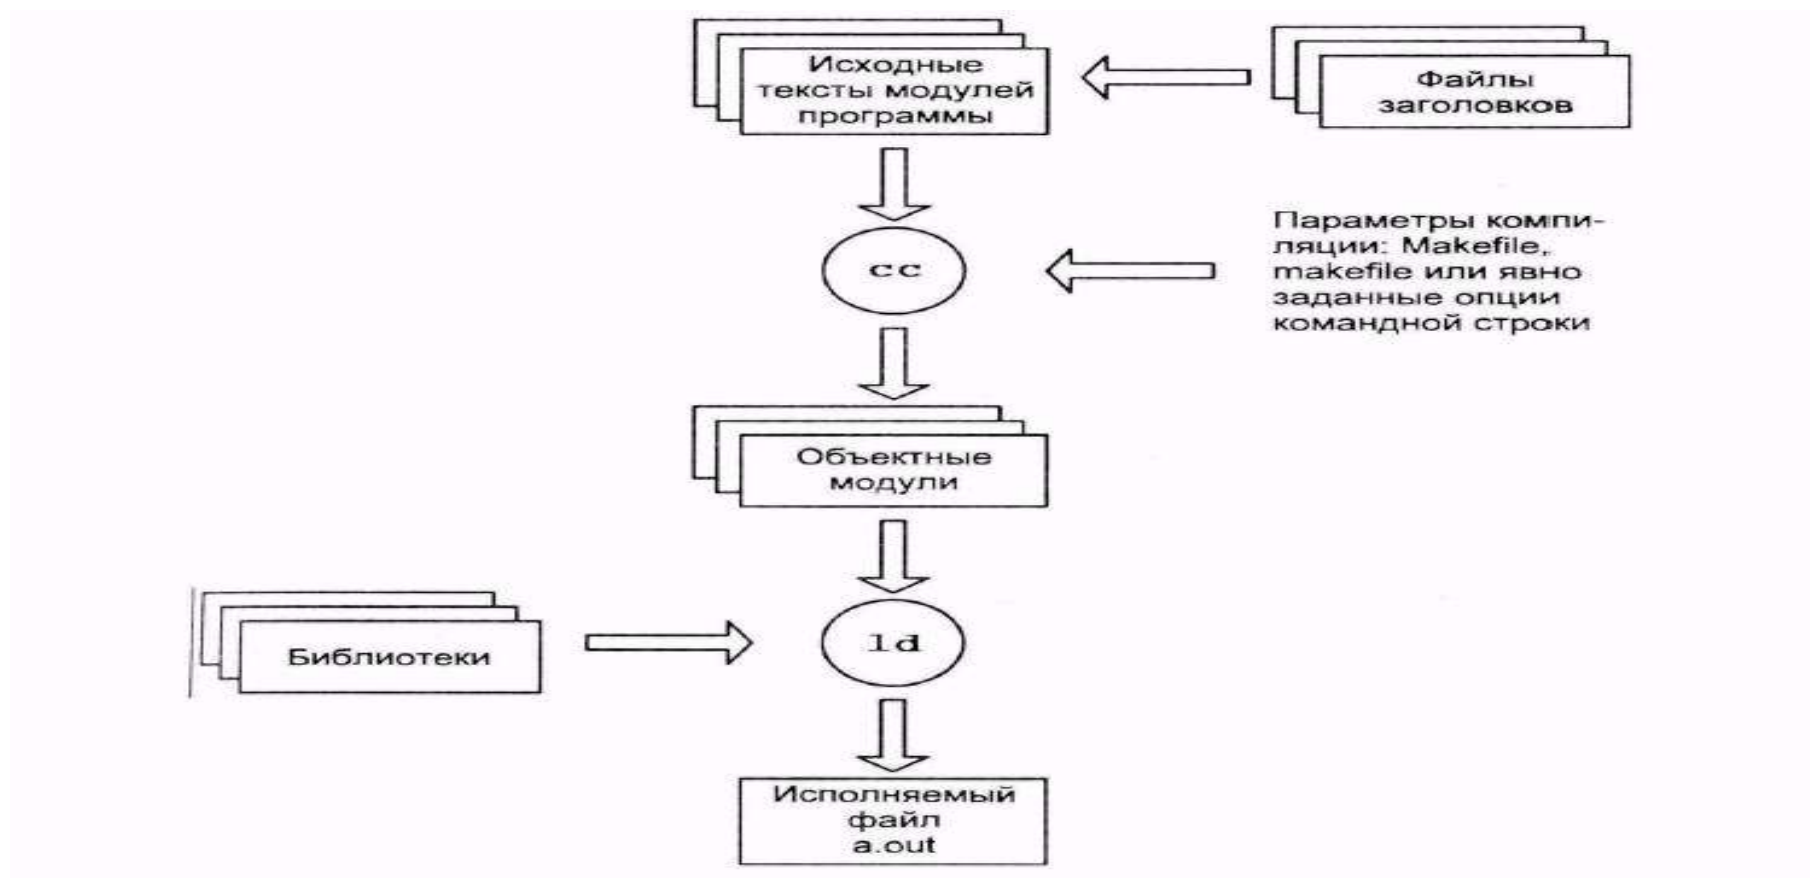 Исходные
тексты модулей
программы
Файлы
заголовков
cc
Параметры компи-
ляции: Makefile,
makefile или явно
заданные опции
командной строки
Объектные
модули
Библиотеки
ld
Исполняемый
файл
a.out